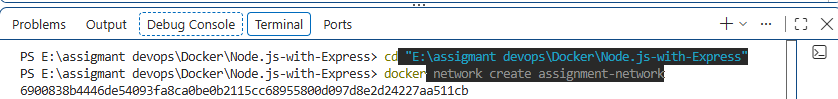 Problems Output Debug Console Terminal Ports
PS E:\assigmant devops\Docker\Node.js-with-Express> cd "E:\assigmant devops\Docker\Node.js-with-Express"
PS E:\assigmant devops\Docker\Node.js-with-Express> docker network create assignment-network
6900838b4446de54093fa8ca0be0b2115cc68955800d097d8e2d24227aa511cb